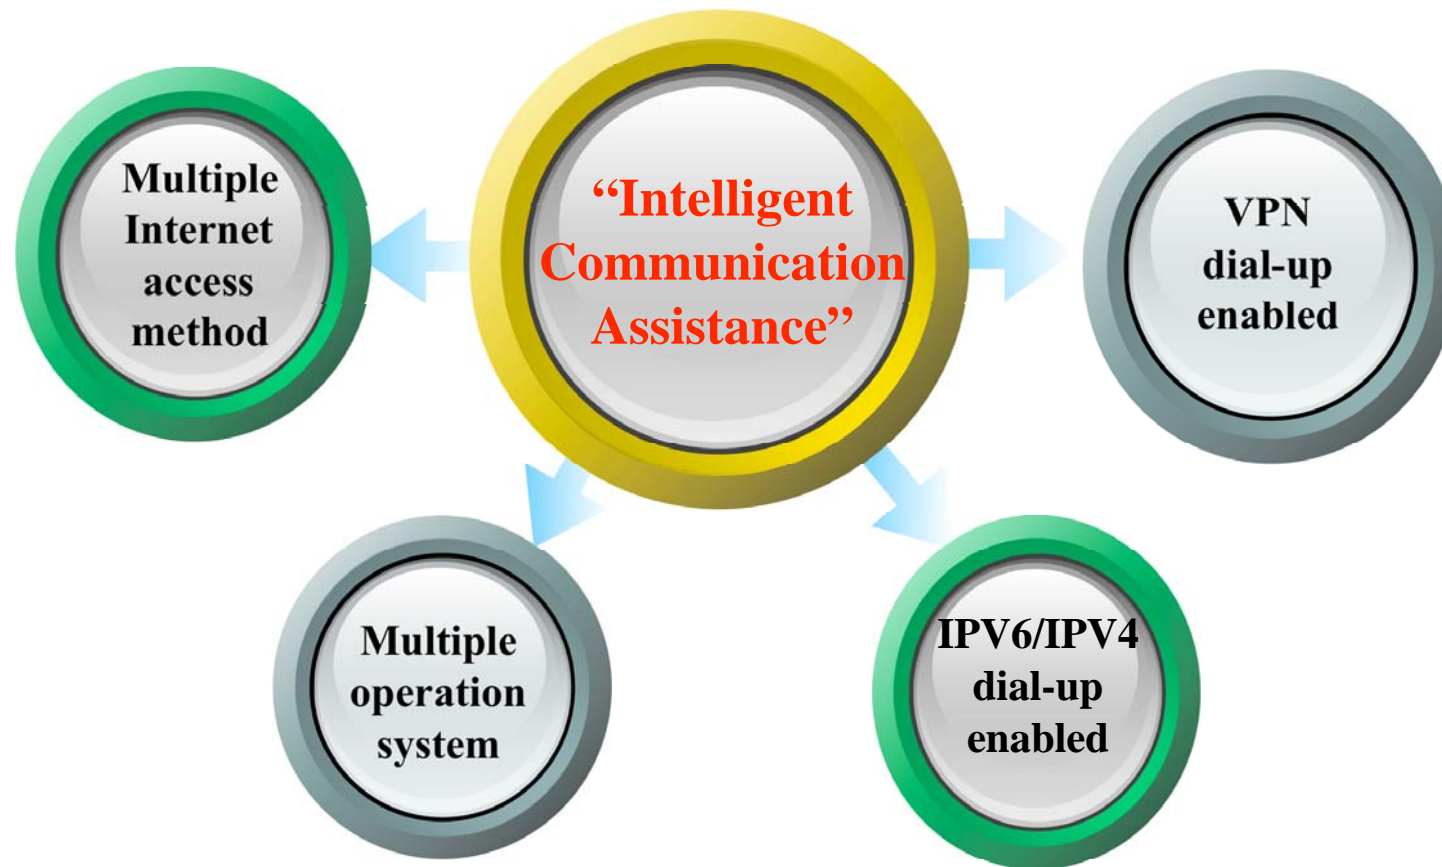 Multiple
Internet
access
method
“Intelligent
Communication
Assistance”
VPN
dial-up
enabled
Multiple
operation
system
IPV6/IPV4
dial-up
enabled